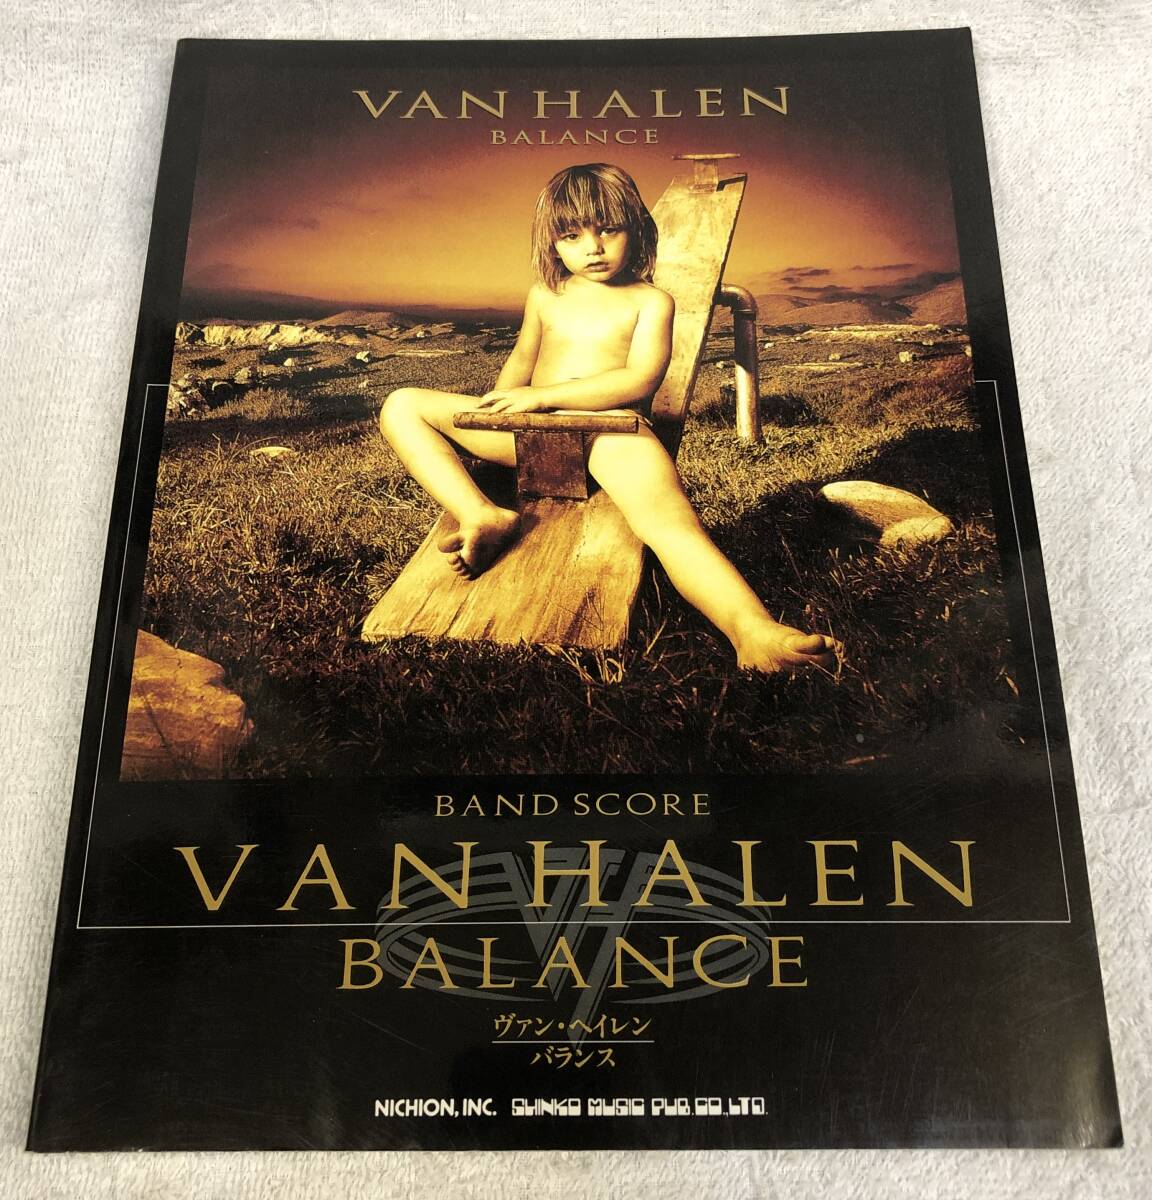 VAN HALEN
BALANCE
BAND SCORE
VAN HALEN
BALANCE
ヴァン・ヘイレン
バランス
NICHION, INC. SHINKO MUSIC PUB. CO., LTD.